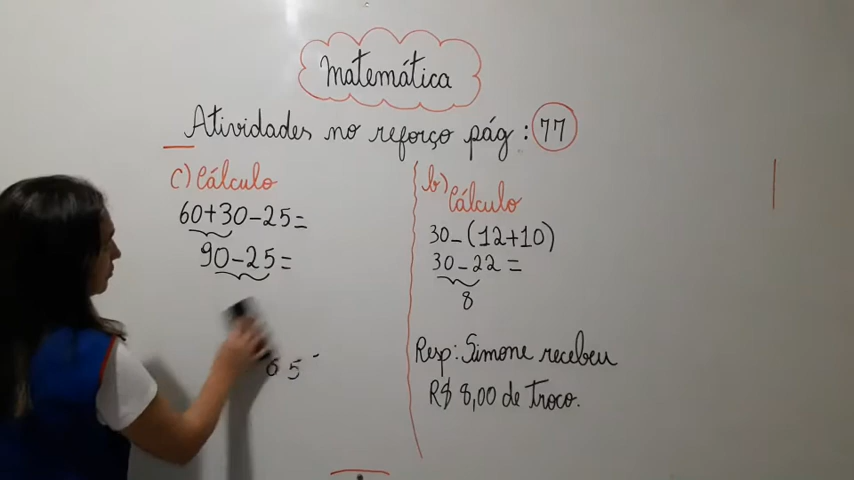 Matemática
Atividades no reforço pág: 77
c) Cálculo
60+30-25=
90-25=
65
b) Cálculo
30-(12+10)
30-22=
8
Resp: Simone recebeu
R$ 8,00 de Troco.